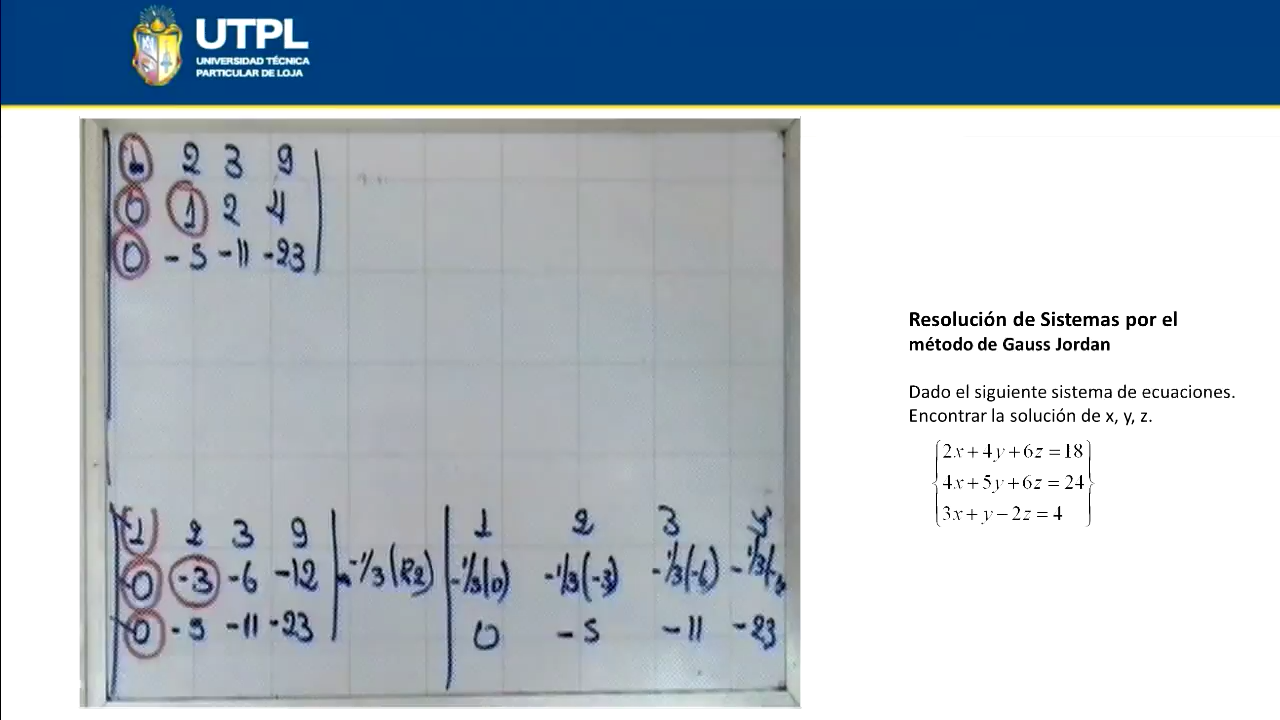 UTPL
UNIVERSIDAD TÉCNICA
PARTICULAR DE LOJA
1 2 3 9
0 1 2 4
0 -5 -11 -23
1 2 3 9
0 -3 -6 -12 -1/3(R2)
0 -5 -11 -23
1 2 3
-1/3(0) -1/3(-3) -1/3(-6)
0 -5 -11 -23
Resolución de Sistemas por el
método de Gauss Jordan
Dado el siguiente sistema de ecuaciones.
Encontrar la solución de x, y, z.
2x+4y+6z=18
4x+5y+6z=24
3x+y−2z=4